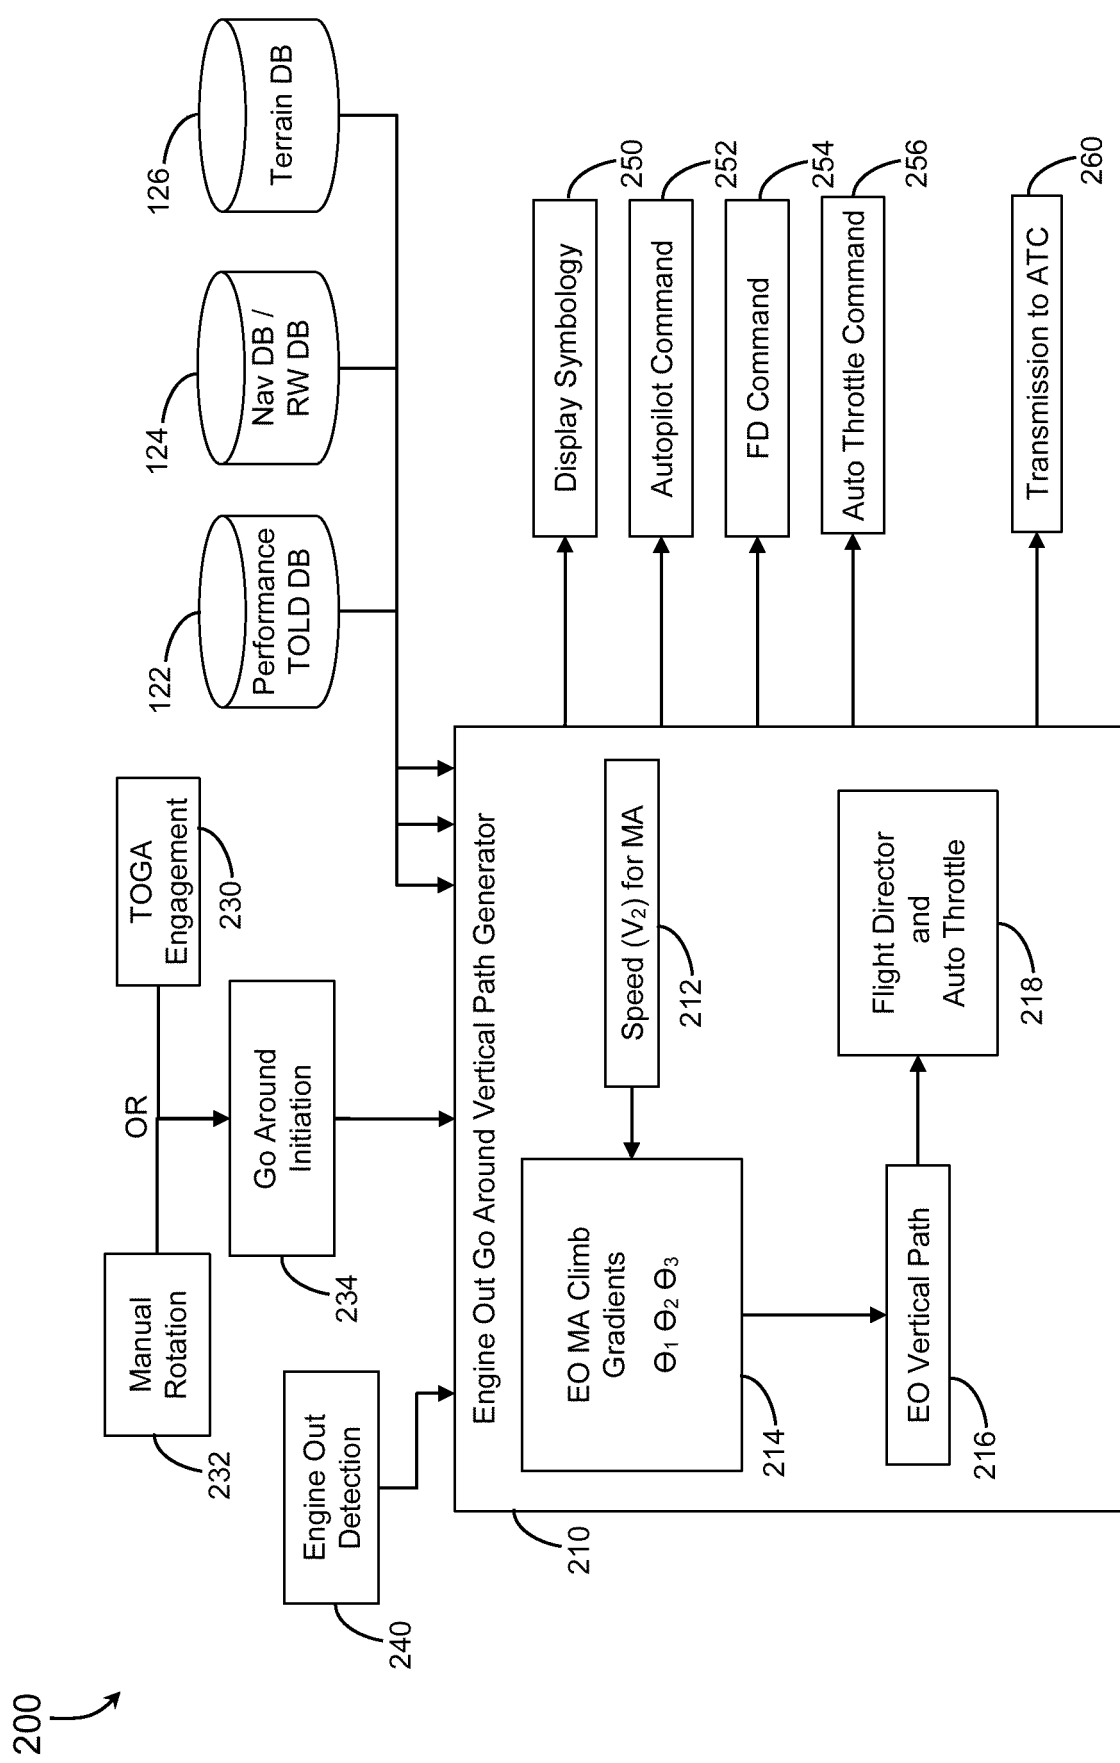 200
232
Manual
Rotation
OR
TOGA
Engagement
230
240
Engine Out
Detection
234
Go Around
Initiation
122
Performance
TOLD DB
124
Nav DB /
RW DB
126
Terrain DB
210
Engine Out Go Around Vertical Path Generator
EO MA Climb
Gradients
Θ₁ Θ₂ Θ₃
214
Speed (V₂) for MA
212
EO Vertical Path
216
Flight Director
and
Auto Throttle
218
Display Symbology
250
Autopilot Command
252
FD Command
254
Auto Throttle Command
256
Transmission to ATC
260